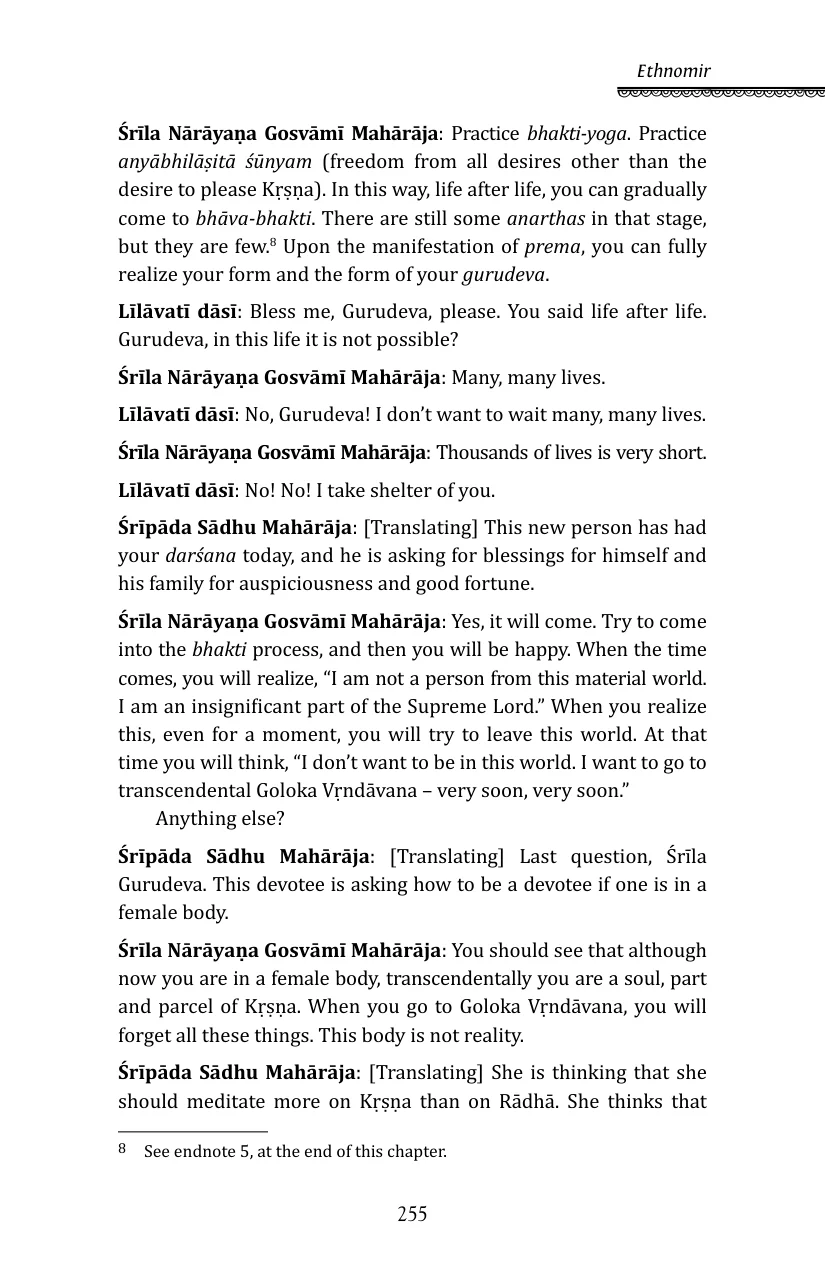 Ethnomir
Śrīla Nārāyaṇa Gosvāmī Mahārāja: Practice bhakti-yoga. Practice
anyābhilāṣitā śūnyam (freedom from all desires other than the
desire to please Kṛṣṇa). In this way, life after life, you can gradually
come to bhāva-bhakti. There are still some anarthas in that stage,
but they are few.8 Upon the manifestation of prema, you can fully
realize your form and the form of your gurudeva.
Līlāvatī dāsī: Bless me, Gurudeva, please. You said life after life.
Gurudeva, in this life it is not possible?
Śrīla Nārāyaṇa Gosvāmī Mahārāja: Many, many lives.
Līlāvatī dāsī: No, Gurudeva! I don’t want to wait many, many lives.
Śrīla Nārāyaṇa Gosvāmī Mahārāja: Thousands of lives is very short.
Līlāvatī dāsī: No! No! I take shelter of you.
Śrīpāda Sādhu Mahārāja: [Translating] This new person has had
your darśana today, and he is asking for blessings for himself and
his family for auspiciousness and good fortune.
Śrīla Nārāyaṇa Gosvāmī Mahārāja: Yes, it will come. Try to come
into the bhakti process, and then you will be happy. When the time
comes, you will realize, “I am not a person from this material world.
I am an insignificant part of the Supreme Lord.” When you realize
this, even for a moment, you will try to leave this world. At that
time you will think, “I don’t want to be in this world. I want to go to
transcendental Goloka Vṛndāvana – very soon, very soon.”
Anything else?
Śrīpāda Sādhu Mahārāja: [Translating] Last question, Śrīla
Gurudeva. This devotee is asking how to be a devotee if one is in a
female body.
Śrīla Nārāyaṇa Gosvāmī Mahārāja: You should see that although
now you are in a female body, transcendentally you are a soul, part
and parcel of Kṛṣṇa. When you go to Goloka Vṛndāvana, you will
forget all these things. This body is not reality.
Śrīpāda Sādhu Mahārāja: [Translating] She is thinking that she
should meditate more on Kṛṣṇa than on Rādhā. She thinks that
8 See endnote 5, at the end of this chapter.
255